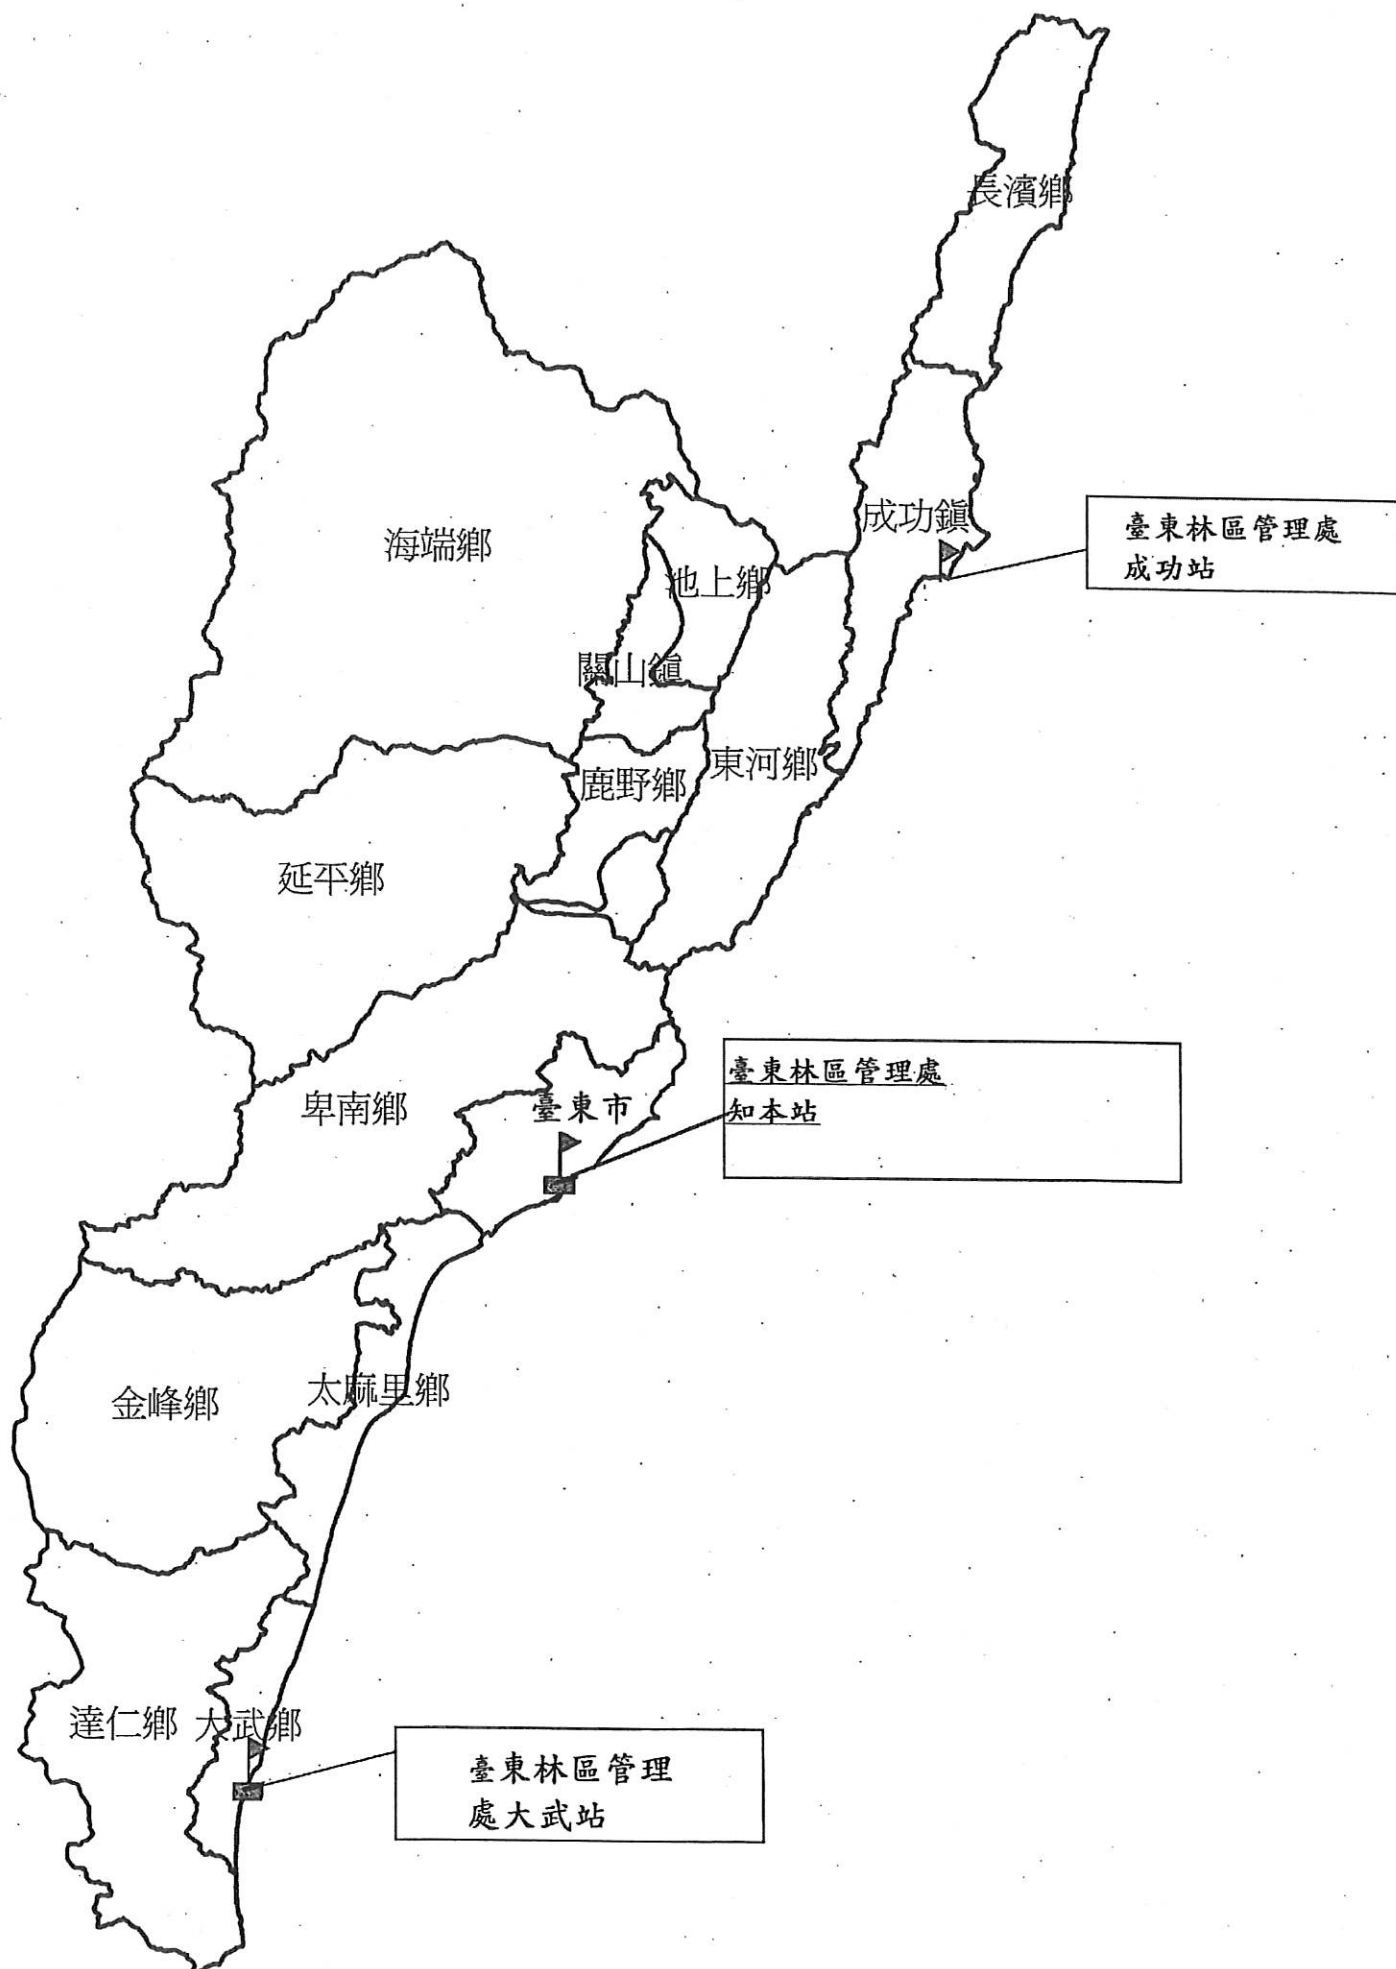 長濱鄉
成功鎮
臺東林區管理處
成功站
海端鄉
池上鄉
關山鎮
東河鄉
鹿野鄉
延平鄉
臺東林區管理處
知本站
卑南鄉
臺東市
太麻里鄉
金峰鄉
達仁鄉
大武鄉
臺東林區管理
處大武站